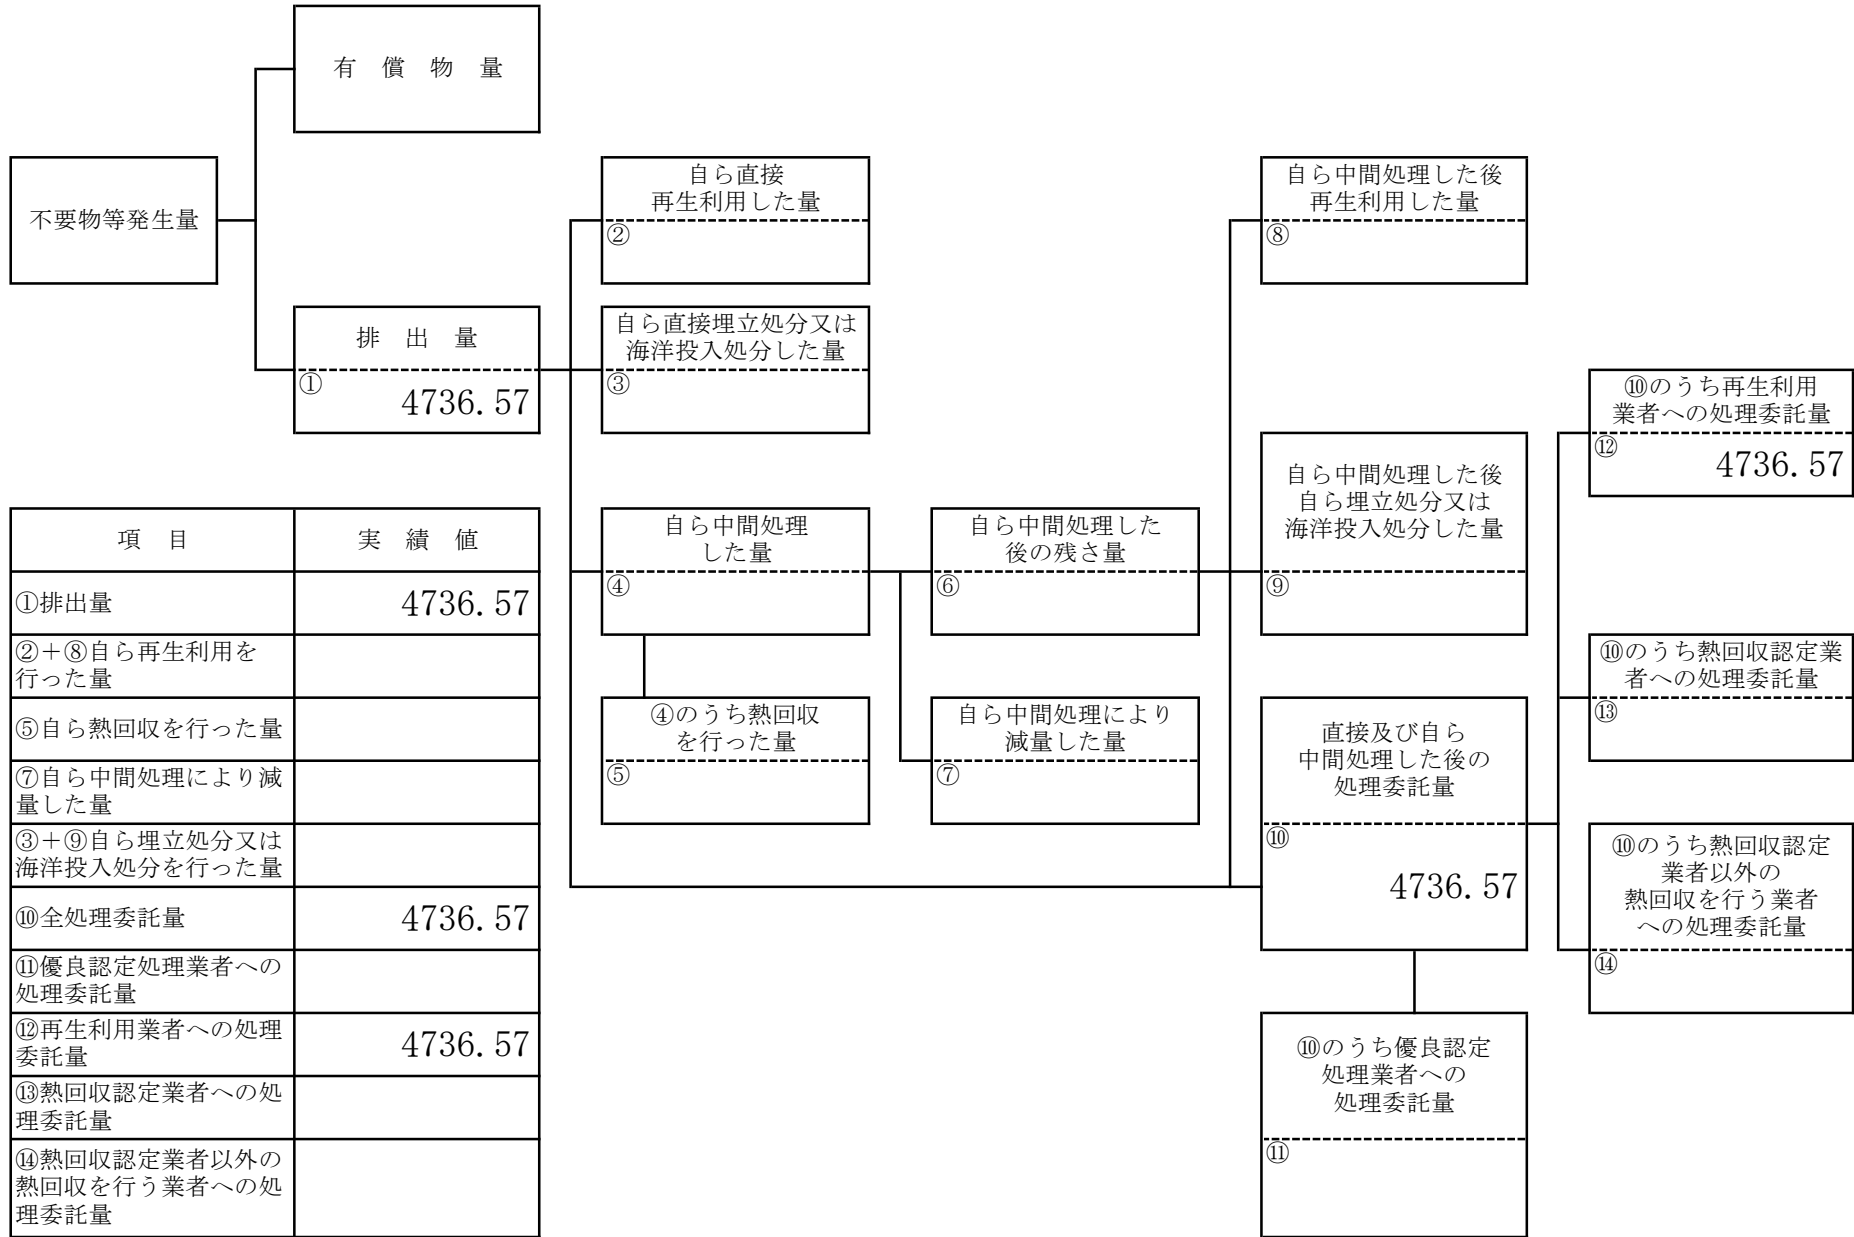 有 償 物 量
不要物等発生量
排 出 量
①
4736.57
自ら直接
再生利用した量
②
自ら直接埋立処分又は
海洋投入処分した量
③
自ら中間処理
した量
④
④のうち熱回収
を行った量
⑤
自ら中間処理した
後の残さ量
⑥
自ら中間処理により
減量した量
⑦
自ら中間処理した後
再生利用した量
⑧
自ら中間処理した後
自ら埋立処分又は
海洋投入処分した量
⑨
直接及び自ら
中間処理した後の
処理委託量
⑩
4736.57
⑩のうち優良認定
処理業者への
処理委託量
⑪
⑩のうち再生利用
業者への処理委託量
⑫
4736.57
⑩のうち熱回収認定業
者への処理委託量
⑬
⑩のうち熱回収認定
業者以外の
熱回収を行う業者
への処理委託量
⑭
項 目
実 績 値
①排出量
4736.57
②+⑧自ら再生利用を
行った量
⑤自ら熱回収を行った量
⑦自ら中間処理により減
量した量
③+⑨自ら埋立処分又は
海洋投入処分を行った量
⑩全処理委託量
4736.57
⑪優良認定処理業者への
処理委託量
⑫再生利用業者への処理
委託量
4736.57
⑬熱回収認定業者への処
理委託量
⑭熱回収認定業者以外の
熱回収を行う業者への処
理委託量